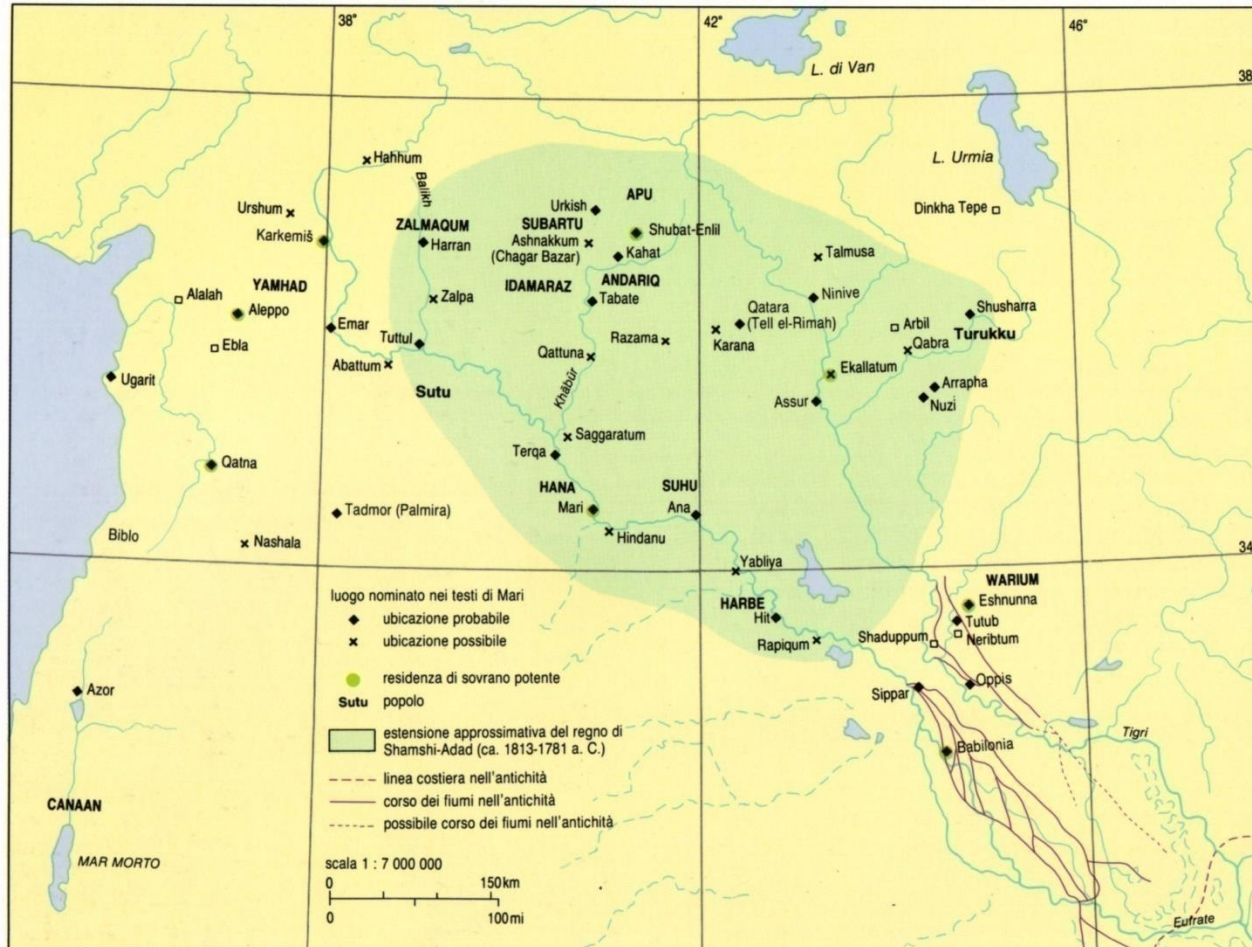 38°
42°
46°
L. di Van
38°
L. Urmia
Hahhum
Balikh
APU
Urkish
Dinkha Tepe
Urshum
Karkemiš
ZALMAQUM
Harran
SUBARTU
Ashnakkum
(Chagar Bazar)
Shubat-Enlil
Kahat
Talmusa
YAMHAD
Alalah
Aleppo
Zalpa
IDAMARAZ
ANDARIQ
Tabate
Ninive
Emar
Qatara
(Tell el-Rimah)
Shusharra
Ebla
Tuttul
Razama
Karana
Arbil
Turukku
Qabra
Abattum
Qattuna
Ekallatum
Ugarit
Sutu
Khābūr
Arrapha
Assur
Nuzi
Saggaratum
Terqa
Qatna
HANA
SUHU
Mari
Ana
Tadmor (Palmira)
Hindanu
Biblo
Nashala
34°
Yabliya
WARIUM
HARBE
Eshnunna
Hit
Tutub
Rapiqum
Shaduppum
Neribtum
Sippar
Oppis
Azor
Tigri
Babilonia
CANAAN
MAR MORTO
Eufrate
luogo nominato nei testi di Mari
ubicazione probabile
ubicazione possibile
residenza di sovrano potente
Sutu popolo
estensione approssimativa del regno di
Shamshi-Adad (ca. 1813-1781 a. C.)
linea costiera nell'antichità
corso dei fiumi nell'antichità
possibile corso dei fiumi nell'antichità
scala 1 : 7 000 000
0 150 km
0 100 mi